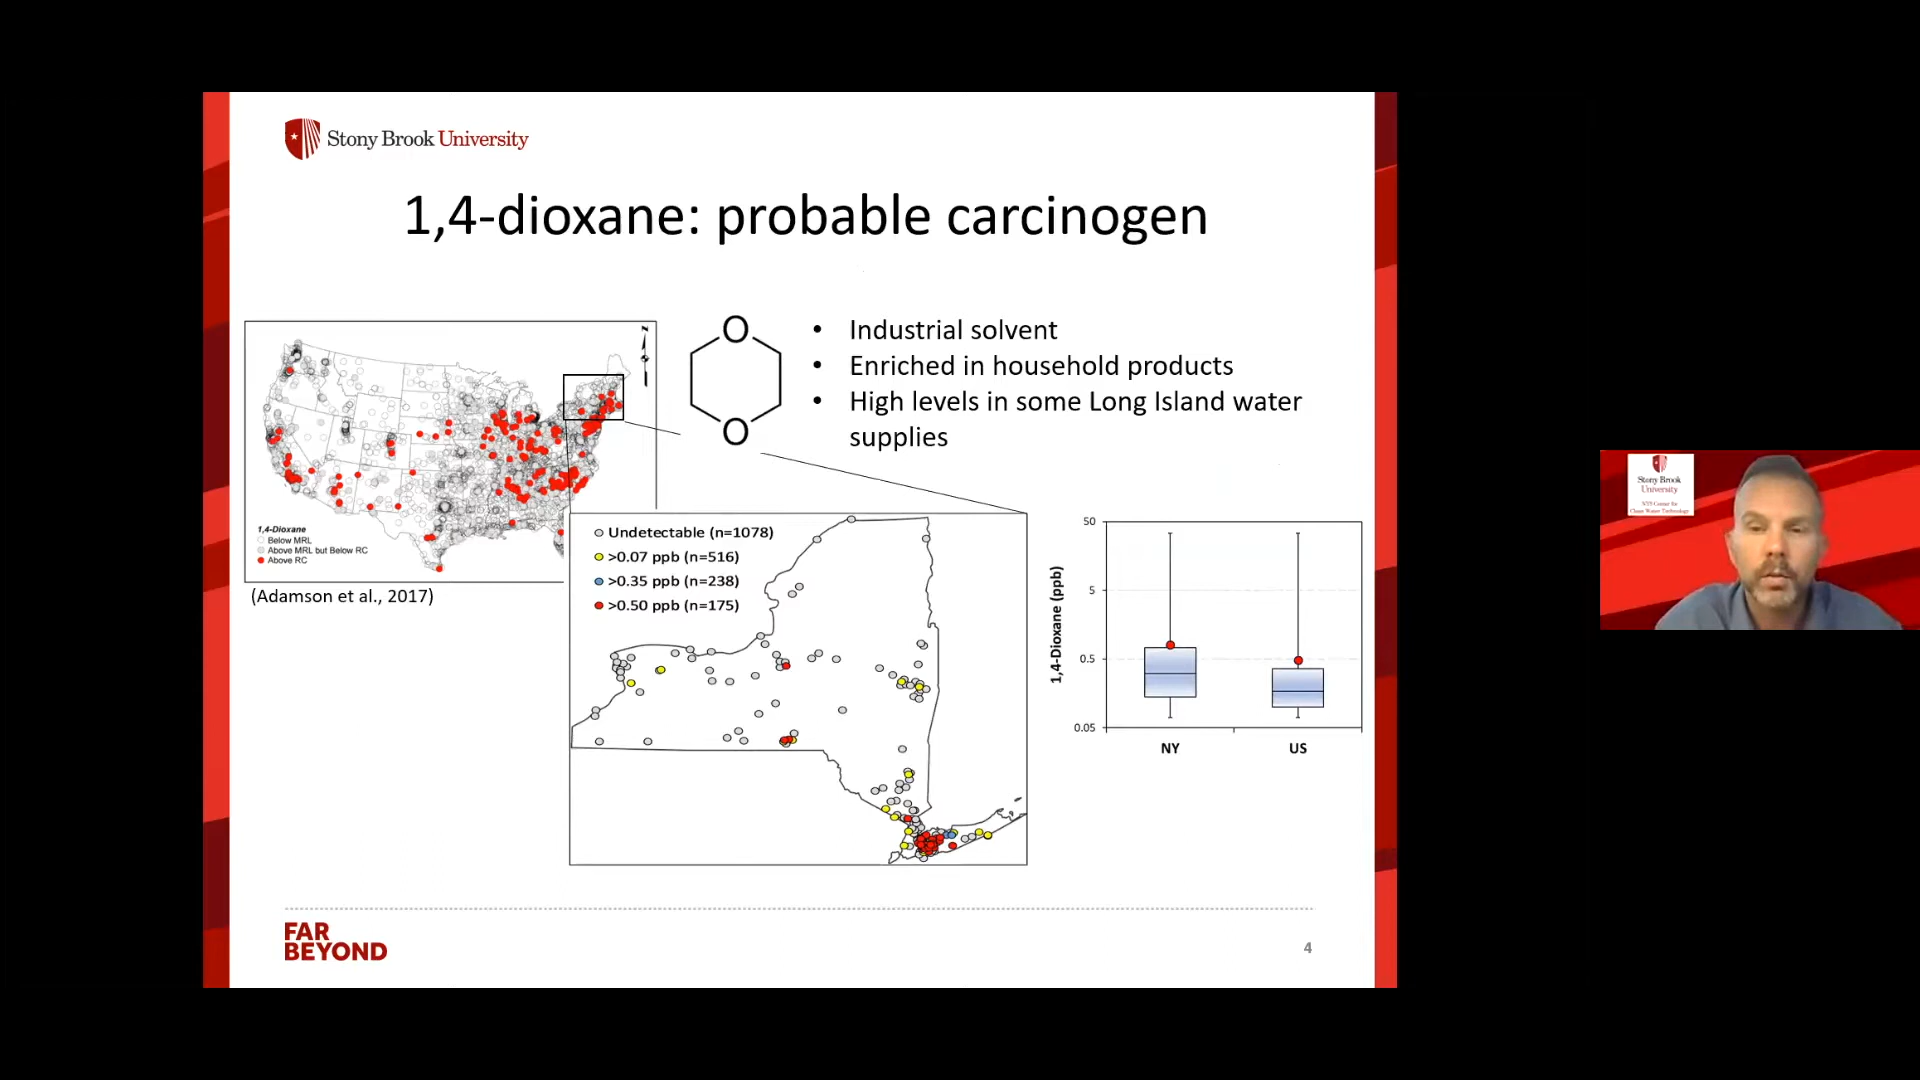 Stony Brook University
1,4-dioxane: probable carcinogen
N
1,4-Dioxane
Below MRL
Above MRL but Below RC
Above RC
(Adamson et al., 2017)
O
O
• Industrial solvent
• Enriched in household products
• High levels in some Long Island water
supplies
Undetectable (n=1078)
>0.07 ppb (n=516)
>0.35 ppb (n=238)
>0.50 ppb (n=175)
1,4-Dioxane (ppb)
50
5
0.5
0.05
NY
US
FAR
BEYOND
4
Stony Brook
University
NYS Center for
Clean Water Technology